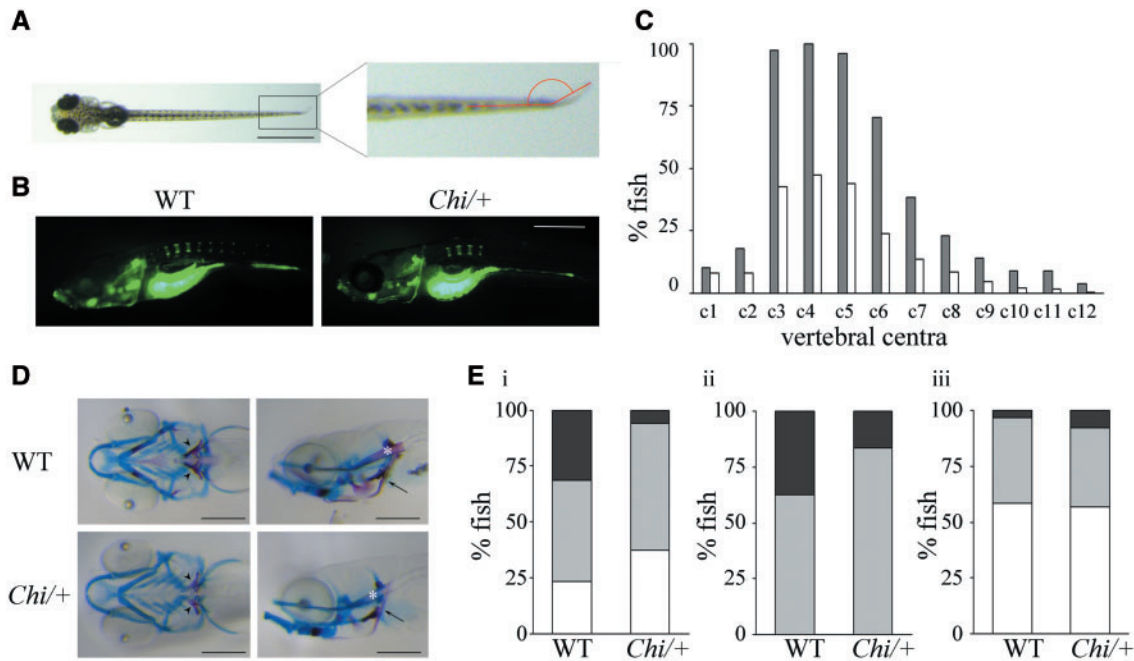 A
B
WT
Chi/+
C
100
75
50
25
0
% fish
c1 c2 c3 c4 c5 c6 c7 c8 c9 c10 c11 c12
vertebral centra
D
WT
Chi/+
*
*
E
i
100
75
50
25
0
% fish
WT Chi/+
ii
100
75
50
25
0
% fish
WT Chi/+
iii
100
75
50
25
0
% fish
WT Chi/+